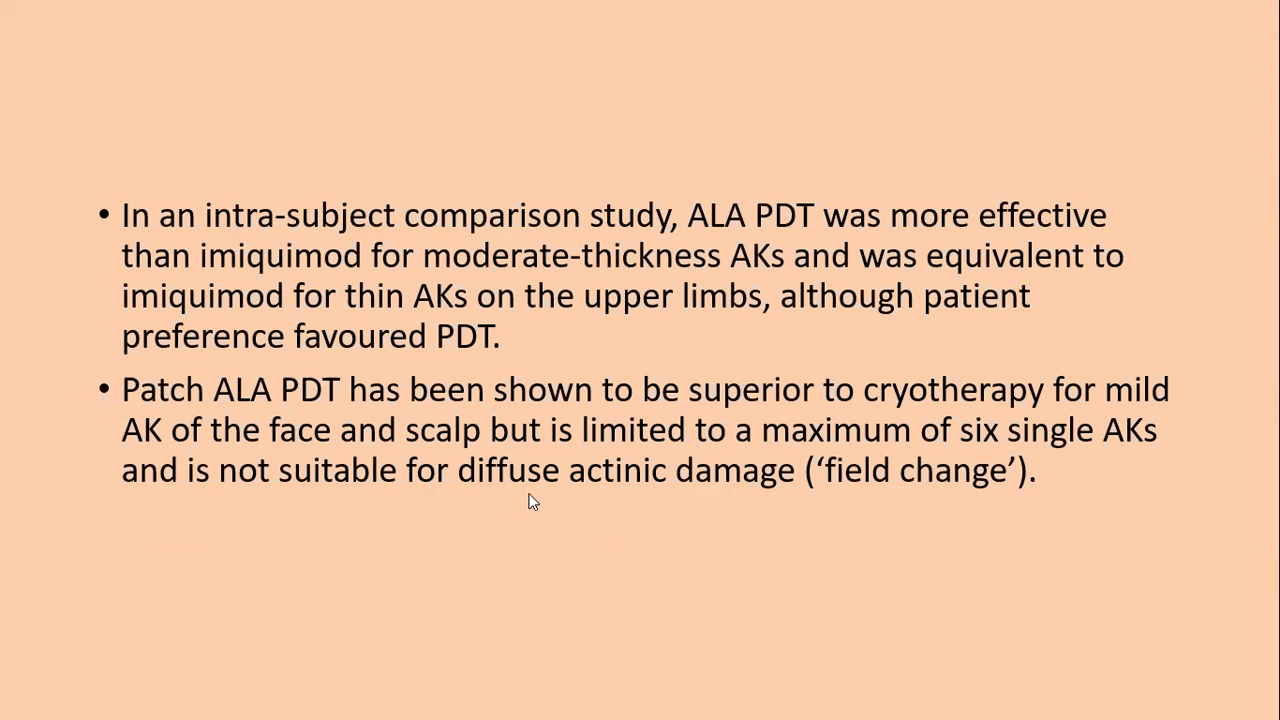 • In an intra-subject comparison study, ALA PDT was more effective
than imiquimod for moderate-thickness AKs and was equivalent to
imiquimod for thin AKs on the upper limbs, although patient
preference favoured PDT.
• Patch ALA PDT has been shown to be superior to cryotherapy for mild
AK of the face and scalp but is limited to a maximum of six single AKs
and is not suitable for diffuse actinic damage (‘field change’).